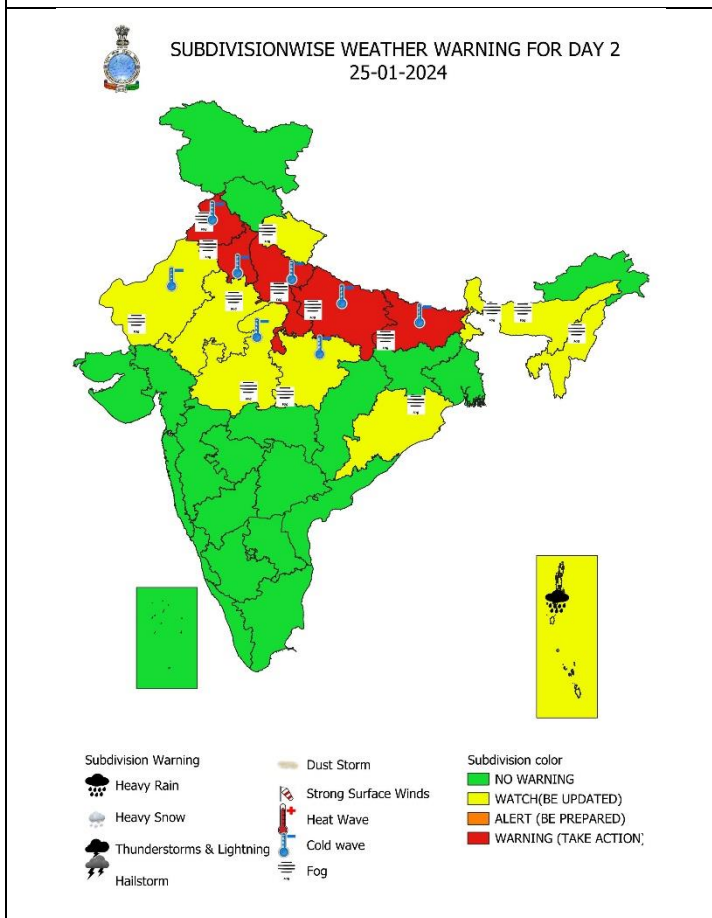 SUBDIVISIONWISE WEATHER WARNING FOR DAY 2
25-01-2024
Subdivision Warning
Heavy Rain
Heavy Snow
Thunderstorms & Lightning
Hailstorm
Dust Storm
Strong Surface Winds
Heat Wave
Cold wave
Fog
Subdivision color
NO WARNING
WATCH(BE UPDATED)
ALERT (BE PREPARED)
WARNING (TAKE ACTION)